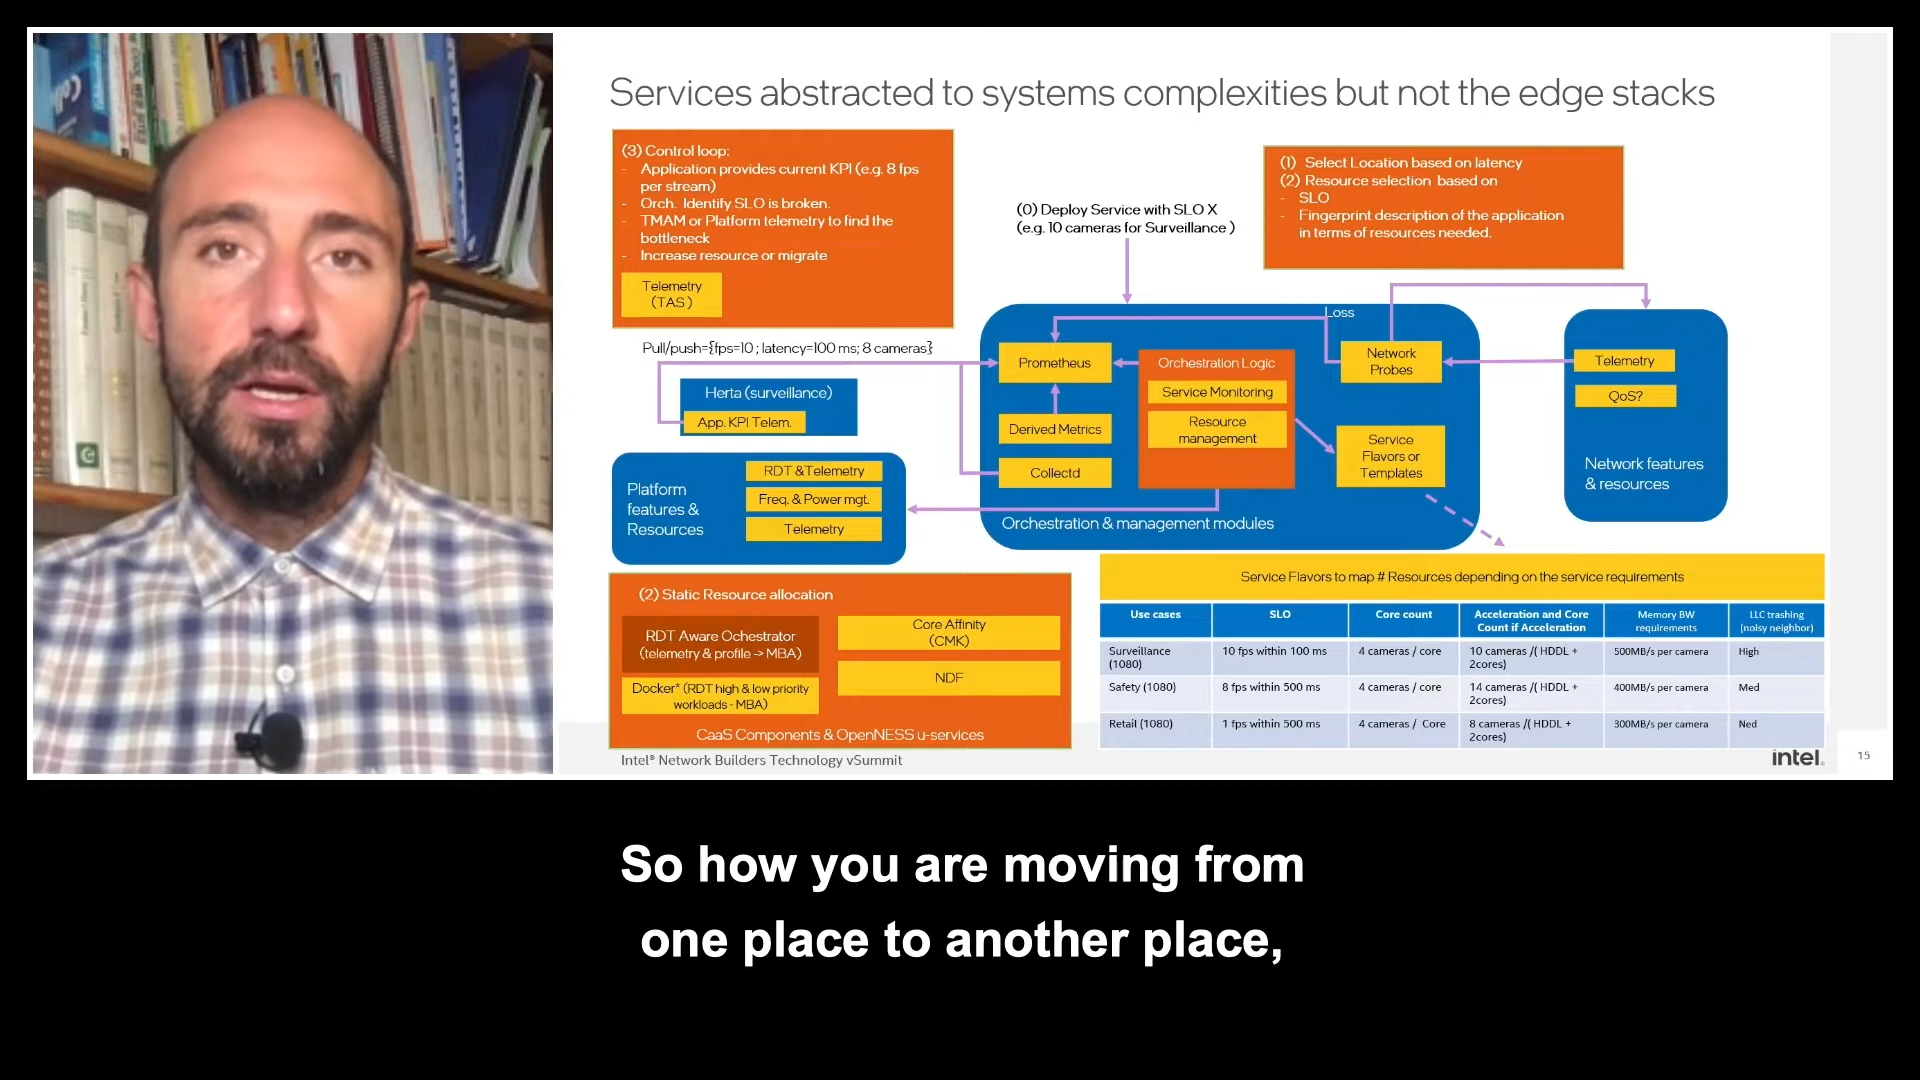 Services abstracted to systems complexities but not the edge stacks
(3) Control loop:
- Application provides current KPI (e.g. 8 fps
per stream)
- Orch. Identify SLO is broken.
- TMAM or Platform telemetry to find the
bottleneck
- Increase resource or migrate
Telemetry
(TAS )
(0) Deploy Service with SLO X
(e.g. 10 cameras for Surveillance )
(1) Select Location based on latency
(2) Resource selection based on
- SLO
- Fingerprint description of the application
in terms of resources needed.
Pull/push={fps=10 ; latency=100 ms; 8 cameras}
Herta (surveillance)
App. KPI Telem.
Platform
features &
Resources
RDT & Telemetry
Freq. & Power mgt.
Telemetry
Loss
Prometheus
Derived Metrics
Collectd
Orchestration Logic
Service Monitoring
Resource
management
Network
Probes
Service
Flavors or
Templates
Orchestration & management modules
Telemetry
QoS?
Network features
& resources
(2) Static Resource allocation
RDT Aware Ochestrator
(telemetry & profile -> MBA)
Docker* (RDT high & low priority
workloads - MBA)
Core Affinity
(CMK)
NDF
CaaS Components & OpenNESS u-services
Service Flavors to map # Resources depending on the service requirements
Use cases SLO Core count Acceleration and Core Count if Acceleration Memory BW requirements LLC trashing (noisy neighbor)
Surveillance (1080) 10 fps within 100 ms 4 cameras / core 10 cameras /( HDDL + 2cores) 500MB/s per camera High
Safety (1080) 8 fps within 500 ms 4 cameras / core 14 cameras /( HDDL + 2cores) 400MB/s per camera Med
Retail (1080) 1 fps within 500 ms 4 cameras / Core 8 cameras /( HDDL + 2cores) 300MB/s per camera Ned
Intel® Network Builders Technology vSummit
intel.
15
So how you are moving from
one place to another place,